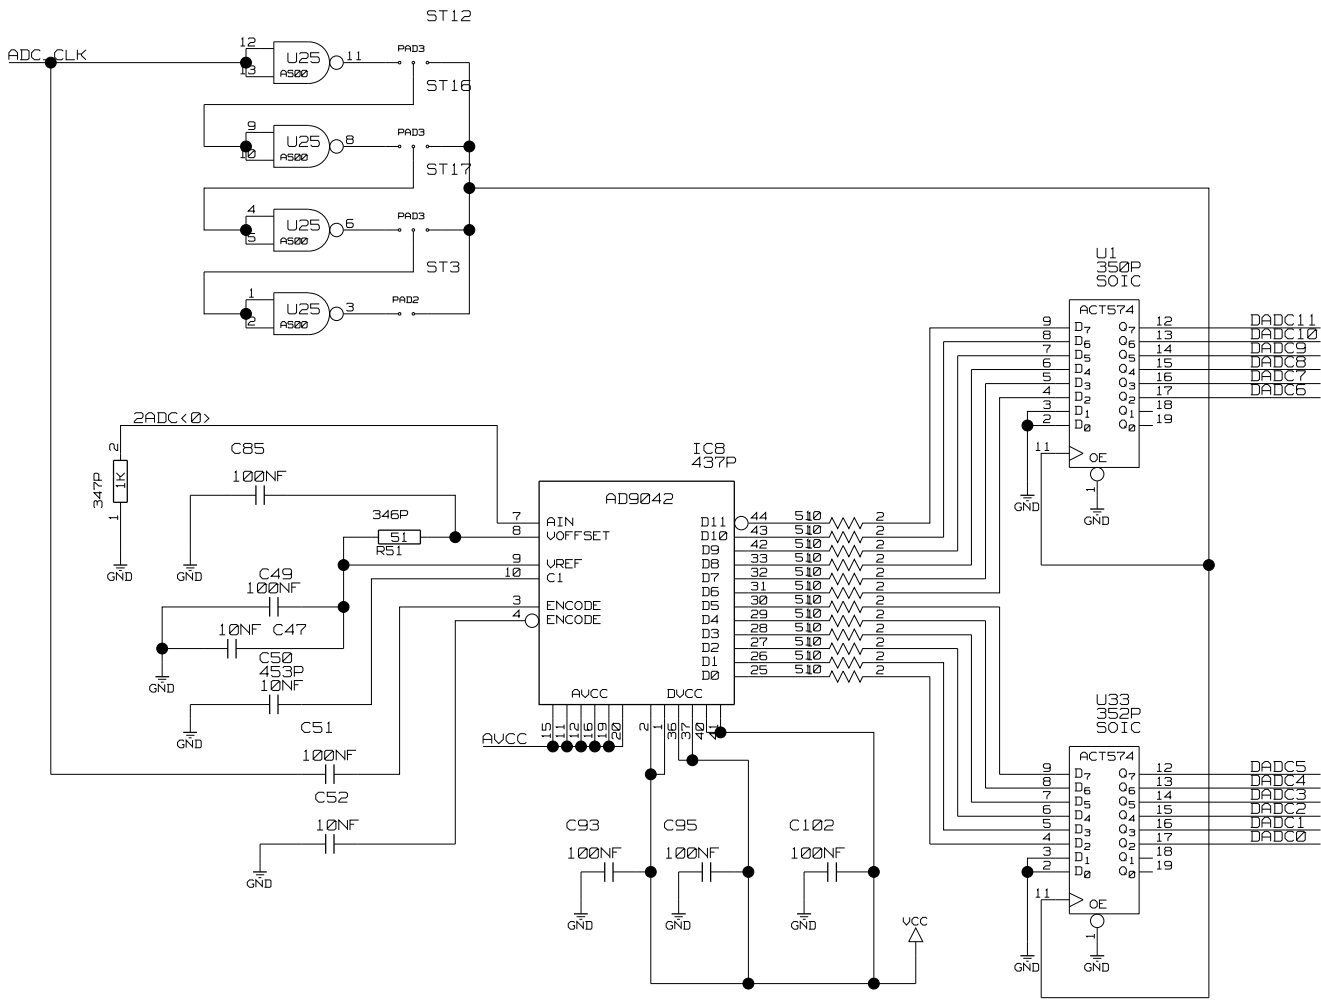 ST12
ADC_CLK
12
13
U25
AS00
11
PAD3
ST16
9
10
U25
AS00
8
PAD3
ST17
4
5
U25
AS00
6
PAD3
ST3
1
2
U25
AS00
3
PAD2
U1
350P
SOIC
ACT574
9 D7 Q7 12 DADC11
8 D6 Q6 13 DADC10
7 D5 Q5 14 DADC9
6 D4 Q4 15 DADC8
5 D3 Q3 16 DADC7
4 D2 Q2 17 DADC6
3 D1 Q1 18
2 D0 Q0 19
11 OE
1
GND
GND
2ADC<0>
2
347P
1K
1
GND
C85
100NF
GND
346P
51
R51
C49
100NF
10NF C47
GND
C50
453P
10NF
GND
C51
100NF
C52
10NF
GND
IC8
437P
AD9042
7 AIN
8 VOFFSET
9 VREF
10 C1
3 ENCODE
4 ENCODE
D11 44 510 2
D10 43 510 2
D9 42 510 2
D8 33 510 2
D7 32 510 2
D6 31 510 2
D5 30 510 2
D4 29 510 2
D3 28 510 2
D2 27 510 2
D1 26 510 2
D0 25 510 2
AVCC DVCC
15 11 12 16 19 20 2 1 36 37 40 41
AVCC
C93
100NF
GND
C95
100NF
GND
C102
100NF
GND
VCC
U33
352P
SOIC
ACT574
9 D7 Q7 12 DADC5
8 D6 Q6 13 DADC4
7 D5 Q5 14 DADC3
6 D4 Q4 15 DADC2
5 D3 Q3 16 DADC1
4 D2 Q2 17 DADC0
3 D1 Q1 18
2 D0 Q0 19
11 OE
1
GND
GND